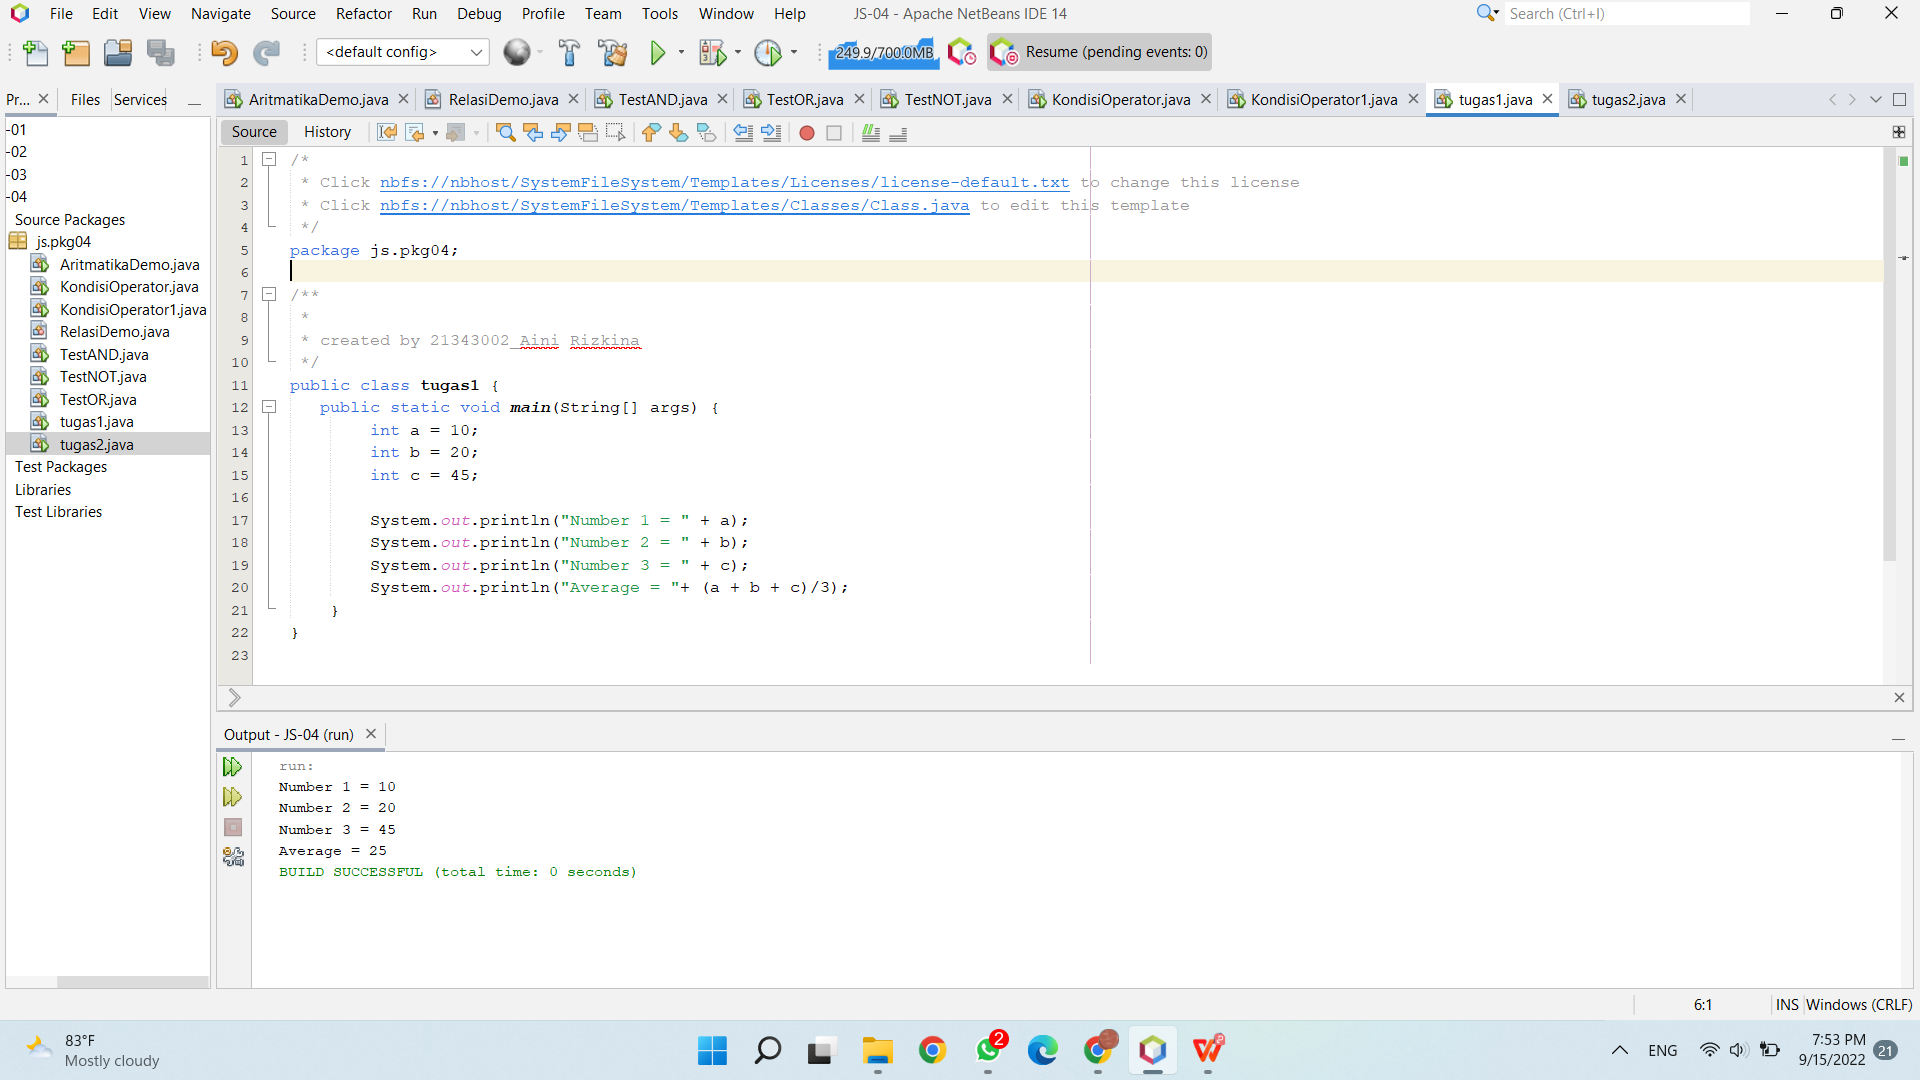 File Edit View Navigate Source Refactor Run Debug Profile Team Tools Window Help JS-04 - Apache NetBeans IDE 14 Search (Ctrl+I)
<default config> 249.9/700.0MB Resume (pending events: 0)
Pr... Files Services AritmatikaDemo.java RelasiDemo.java TestAND.java TestOR.java TestNOT.java KondisiOperator.java KondisiOperator1.java tugas1.java tugas2.java
Source History
-01
-02
-03
-04
Source Packages
js.pkg04
AritmatikaDemo.java
KondisiOperator.java
KondisiOperator1.java
RelasiDemo.java
TestAND.java
TestNOT.java
TestOR.java
tugas1.java
tugas2.java
Test Packages
Libraries
Test Libraries
1 /*
2 * Click nbfs://nbhost/SystemFileSystem/Templates/Licenses/license-default.txt to change this license
3 * Click nbfs://nbhost/SystemFileSystem/Templates/Classes/Class.java to edit this template
4 */
5 package js.pkg04;
6
7 /**
8 *
9 * created by 21343002_Aini Rizkina
10 */
11 public class tugas1 {
12 public static void main(String[] args) {
13 int a = 10;
14 int b = 20;
15 int c = 45;
16
17 System.out.println("Number 1 = " + a);
18 System.out.println("Number 2 = " + b);
19 System.out.println("Number 3 = " + c);
20 System.out.println("Average = "+ (a + b + c)/3);
21 }
22 }
23
Output - JS-04 (run)
run:
Number 1 = 10
Number 2 = 20
Number 3 = 45
Average = 25
BUILD SUCCESSFUL (total time: 0 seconds)
6:1 INS Windows (CRLF)
83°F
Mostly cloudy
2
ENG
7:53 PM
9/15/2022
21